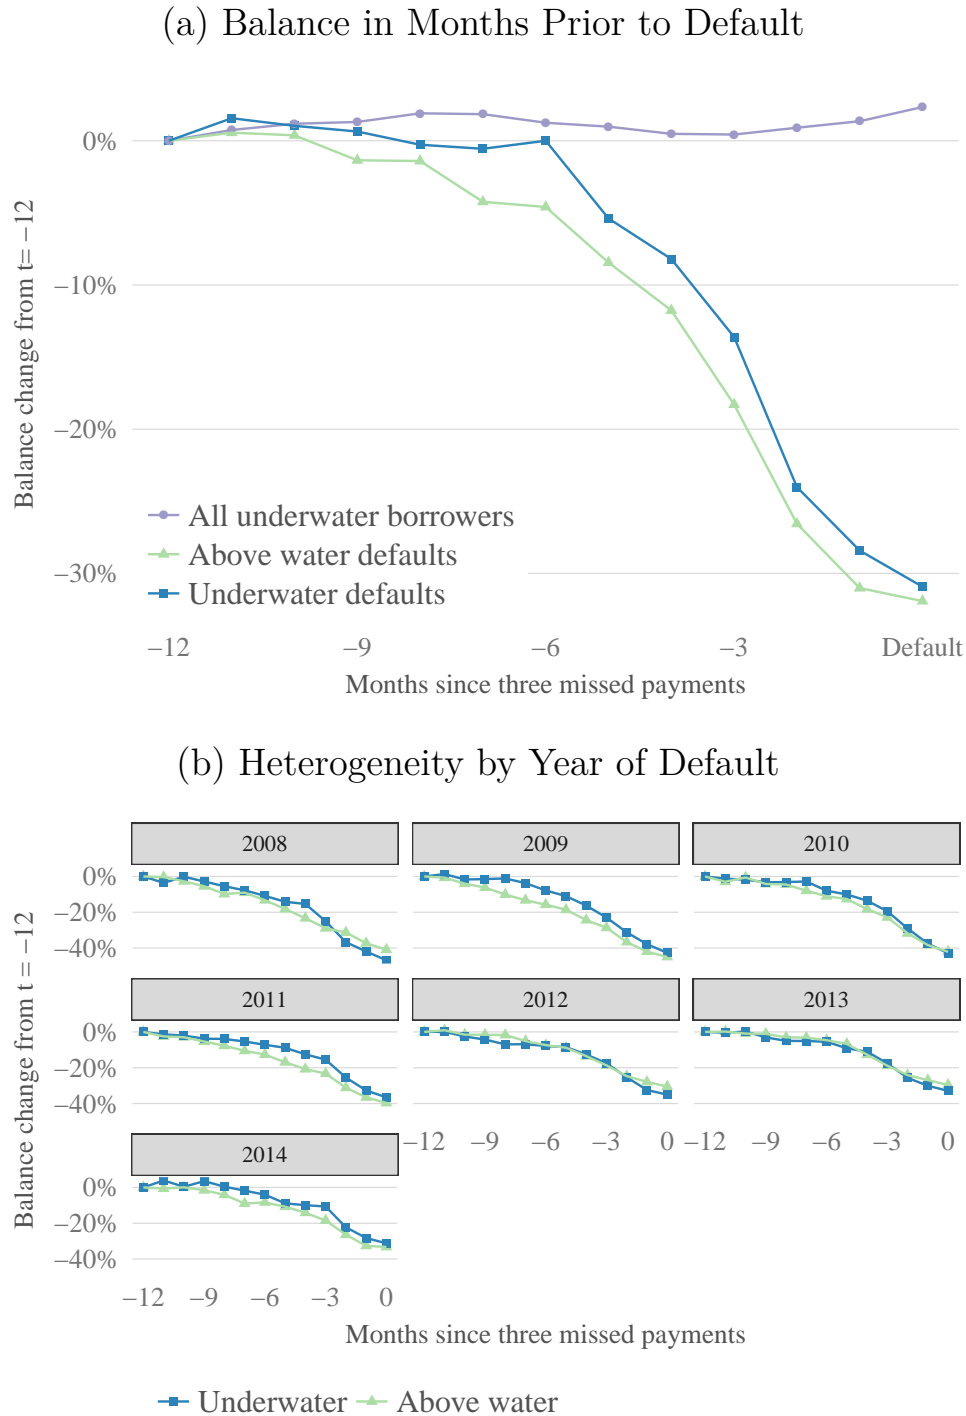 (a) Balance in Months Prior to Default
Balance change from t= −12
0%
−10%
−20%
−30%
All underwater borrowers
Above water defaults
Underwater defaults
−12 −9 −6 −3 Default
Months since three missed payments
(b) Heterogeneity by Year of Default
Balance change from t = −12
2008 2009 2010
0%
−20%
−40%
2011 2012 2013
0%
−20%
−40%
−12 −9 −6 −3 0 −12 −9 −6 −3 0
2014
0%
−20%
−40%
−12 −9 −6 −3 0
Months since three missed payments
Underwater Above water